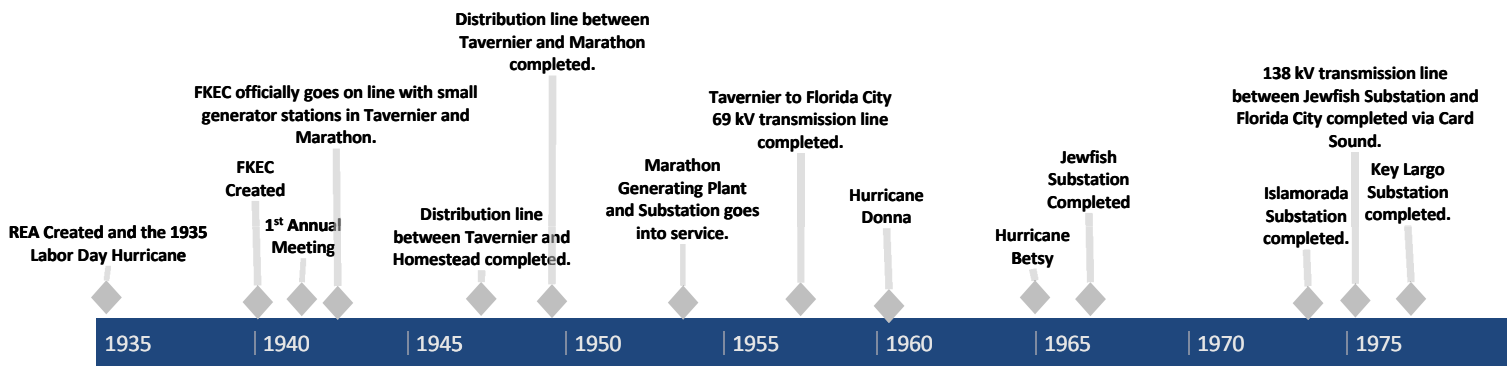 REA Created and the 1935
Labor Day Hurricane
FKEC
Created
1st Annual
Meeting
FKEC officially goes on line with small
generator stations in Tavernier and
Marathon.
Distribution line
between Tavernier and
Homestead completed.
Distribution line between
Tavernier and Marathon
completed.
Marathon
Generating Plant
and Substation goes
into service.
Tavernier to Florida City
69 kV transmission line
completed.
Hurricane
Donna
Hurricane
Betsy
Jewfish
Substation
Completed
Islamorada
Substation
completed.
138 kV transmission line
between Jewfish Substation and
Florida City completed via Card
Sound.
Key Largo
Substation
completed.
1935 1940 1945 1950 1955 1960 1965 1970 1975